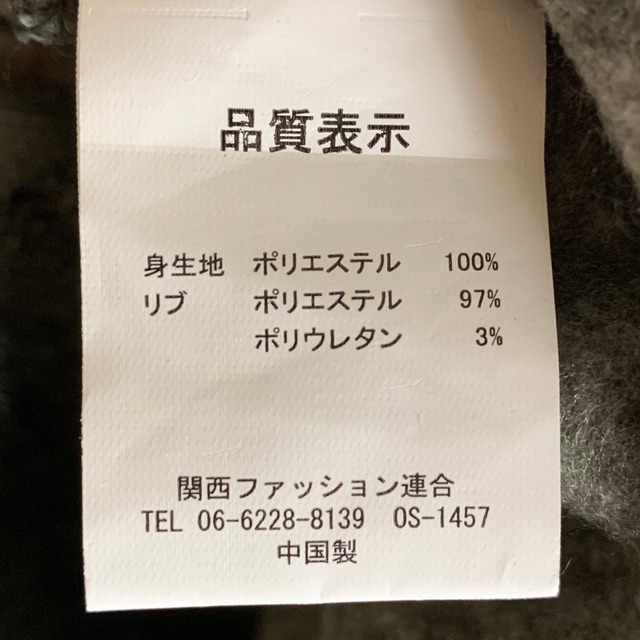 品質表示
身生地 ポリエステル 100%
リブ ポリエステル 97%
ポリウレタン 3%
関西ファッション連合
TEL 06-6228-8139 OS-1457
中国製